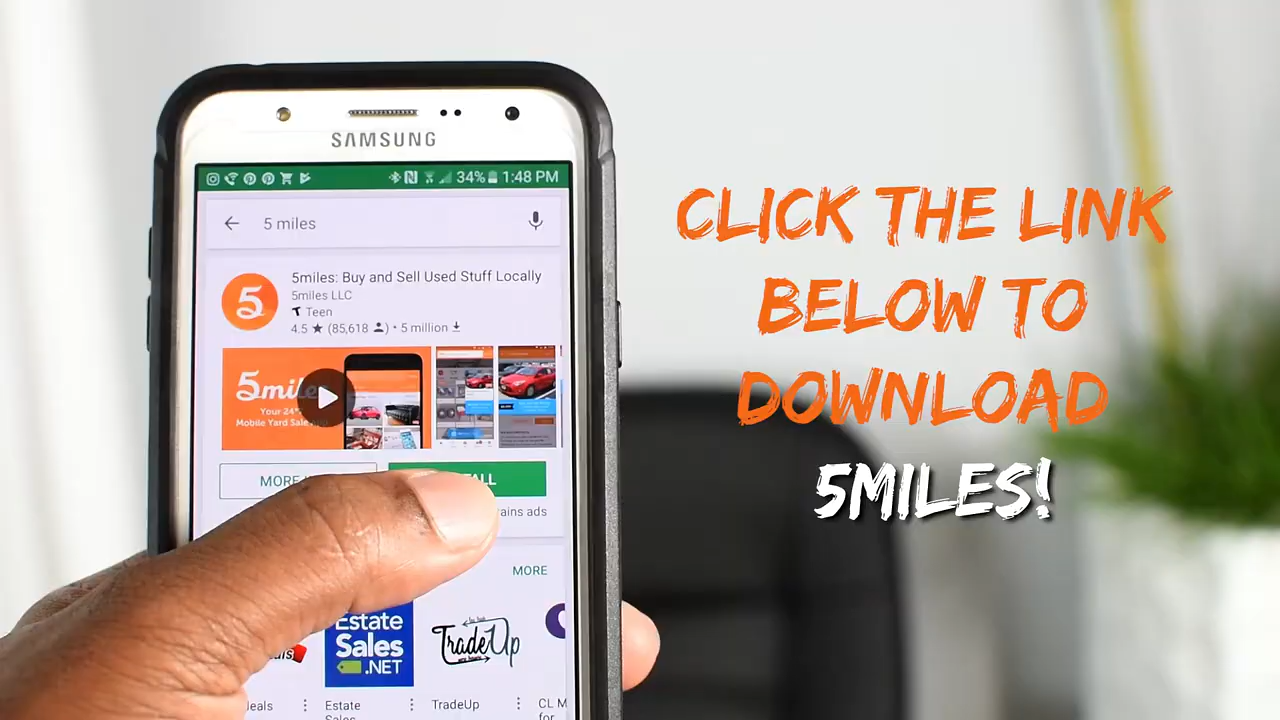 SAMSUNG
34% 1:48 PM
5 miles
5miles: Buy and Sell Used Stuff Locally
5miles LLC
T Teen
4.5 ★ (85,618) • 5 million
5mile
Your 24*
Mobile Yard Sale
MORE
ALL
ains ads
MORE
Estate
Sales
.NET
TradeUp
eals
Estate
Sales
TradeUp
CL M
for
CLICK THE LINK
BELOW TO
DOWNLOAD
5MILES!